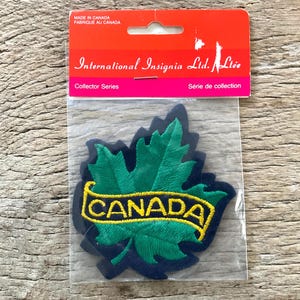 MADE IN CANADA
FABRIQUÉ AU CANADA
International Insignia Ltd./Ltée
Collector Series Série de collection
CANADA